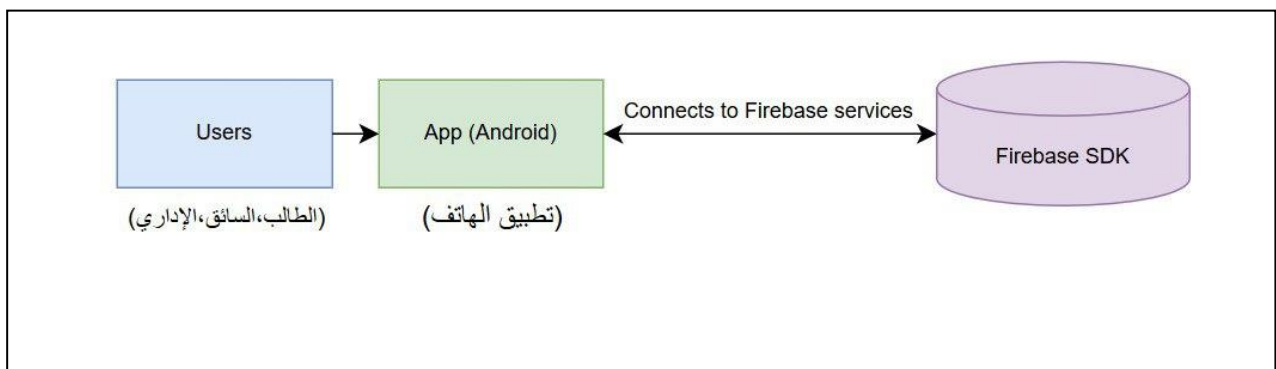 Users
(الطالب،السائق،الإداري)
App (Android)
(تطبيق الهاتف)
Connects to Firebase services
Firebase SDK